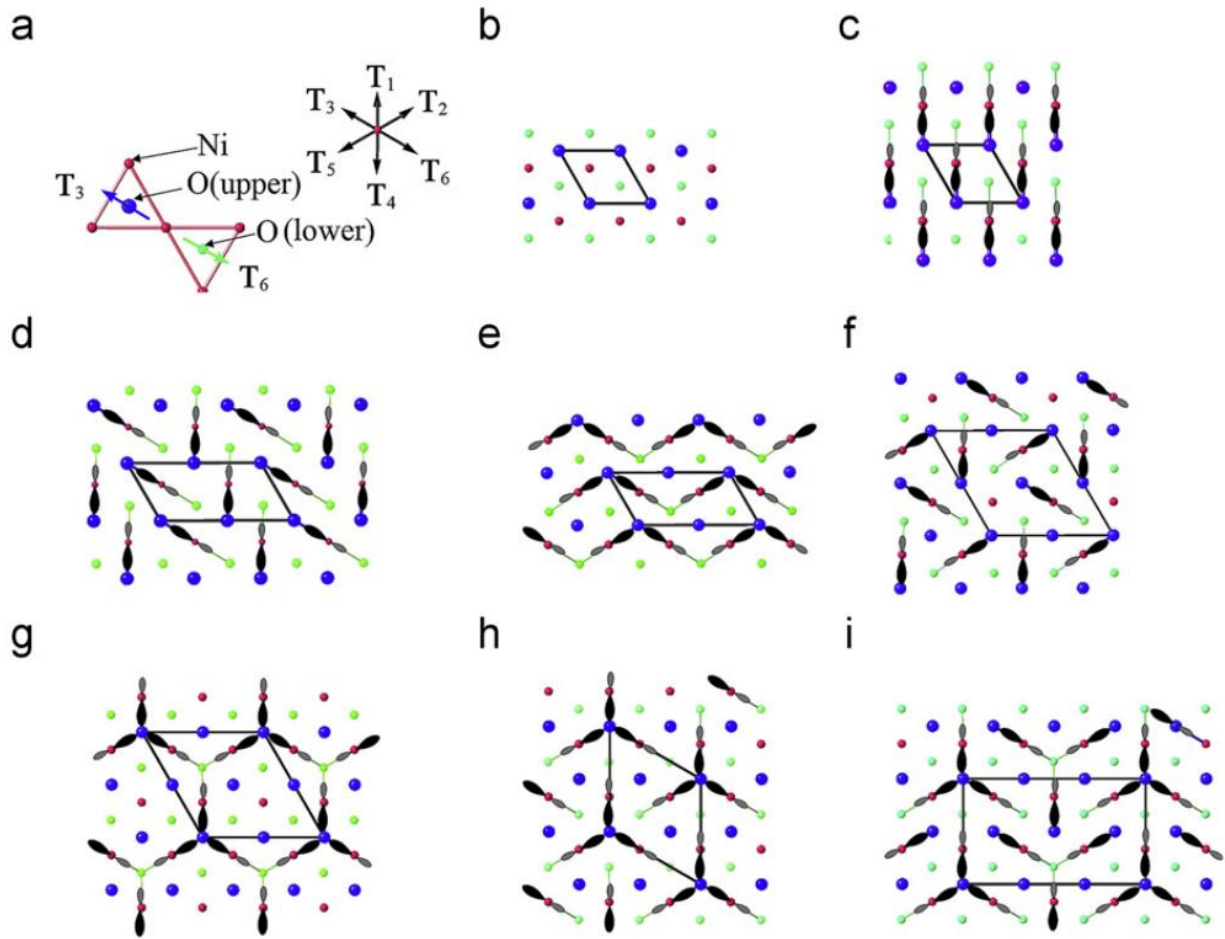 a
b
c
T₁
T₃
T₂
Ni
T₅
T₆
T₄
T₃
O(upper)
O (lower)
T₆
d
e
f
g
h
i